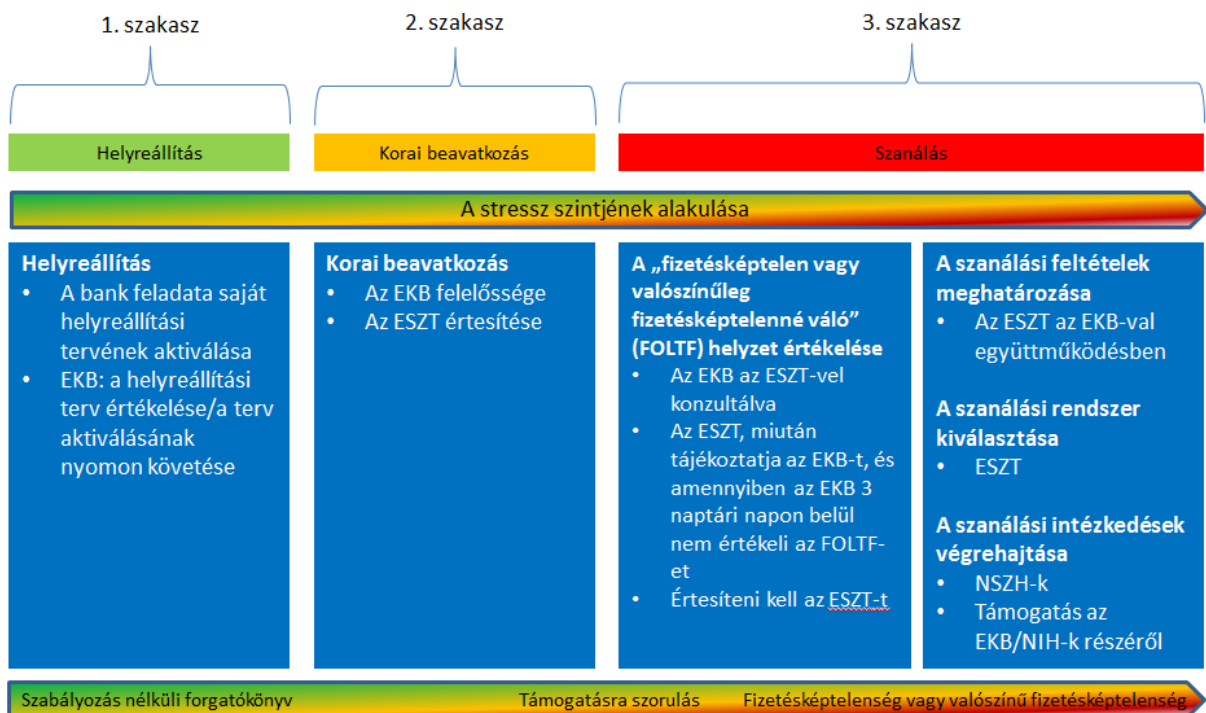 1. szakasz
2. szakasz
3. szakasz
Helyreállítás
Korai beavatkozás
Szanálás
A stressz szintjének alakulása
Helyreállítás
• A bank feladata saját
helyreállítási
tervének aktiválása
• EKB: a helyreállítási
terv értékelése/a terv
aktiválásának
nyomon követése
Korai beavatkozás
• Az EKB felelőssége
• Az ESZT értesítése
A „fizetésképtelen vagy
valószínűleg
fizetésképtelenné váló”
(FOLTF) helyzet értékelése
• Az EKB az ESZT-vel
konzultálva
• Az ESZT, miután
tájékoztatja az EKB-t, és
amennyiben az EKB 3
naptári napon belül
nem értékeli az FOLTF-
et
• Értesíteni kell az ESZT-t
A szanálási feltételek
meghatározása
• Az ESZT az EKB-val
együttműködésben
A szanálási rendszer
kiválasztása
• ESZT
A szanálási intézkedések
végrehajtása
• NSZH-k
• Támogatás az
EKB/NIH-k részéről
Szabályozás nélküli forgatókönyv
Támogatásra szorulás
Fizetésképtelenség vagy valószínű fizetésképtelenség